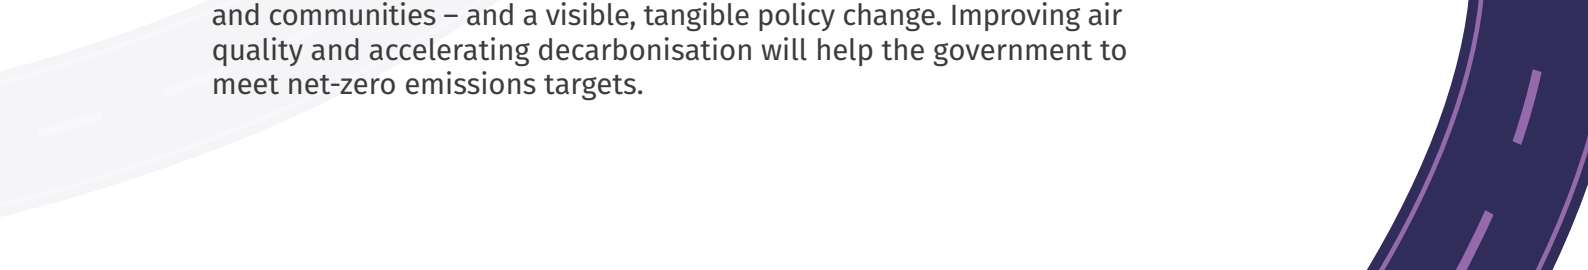 and communities – and a visible, tangible policy change. Improving air
quality and accelerating decarbonisation will help the government to
meet net-zero emissions targets.